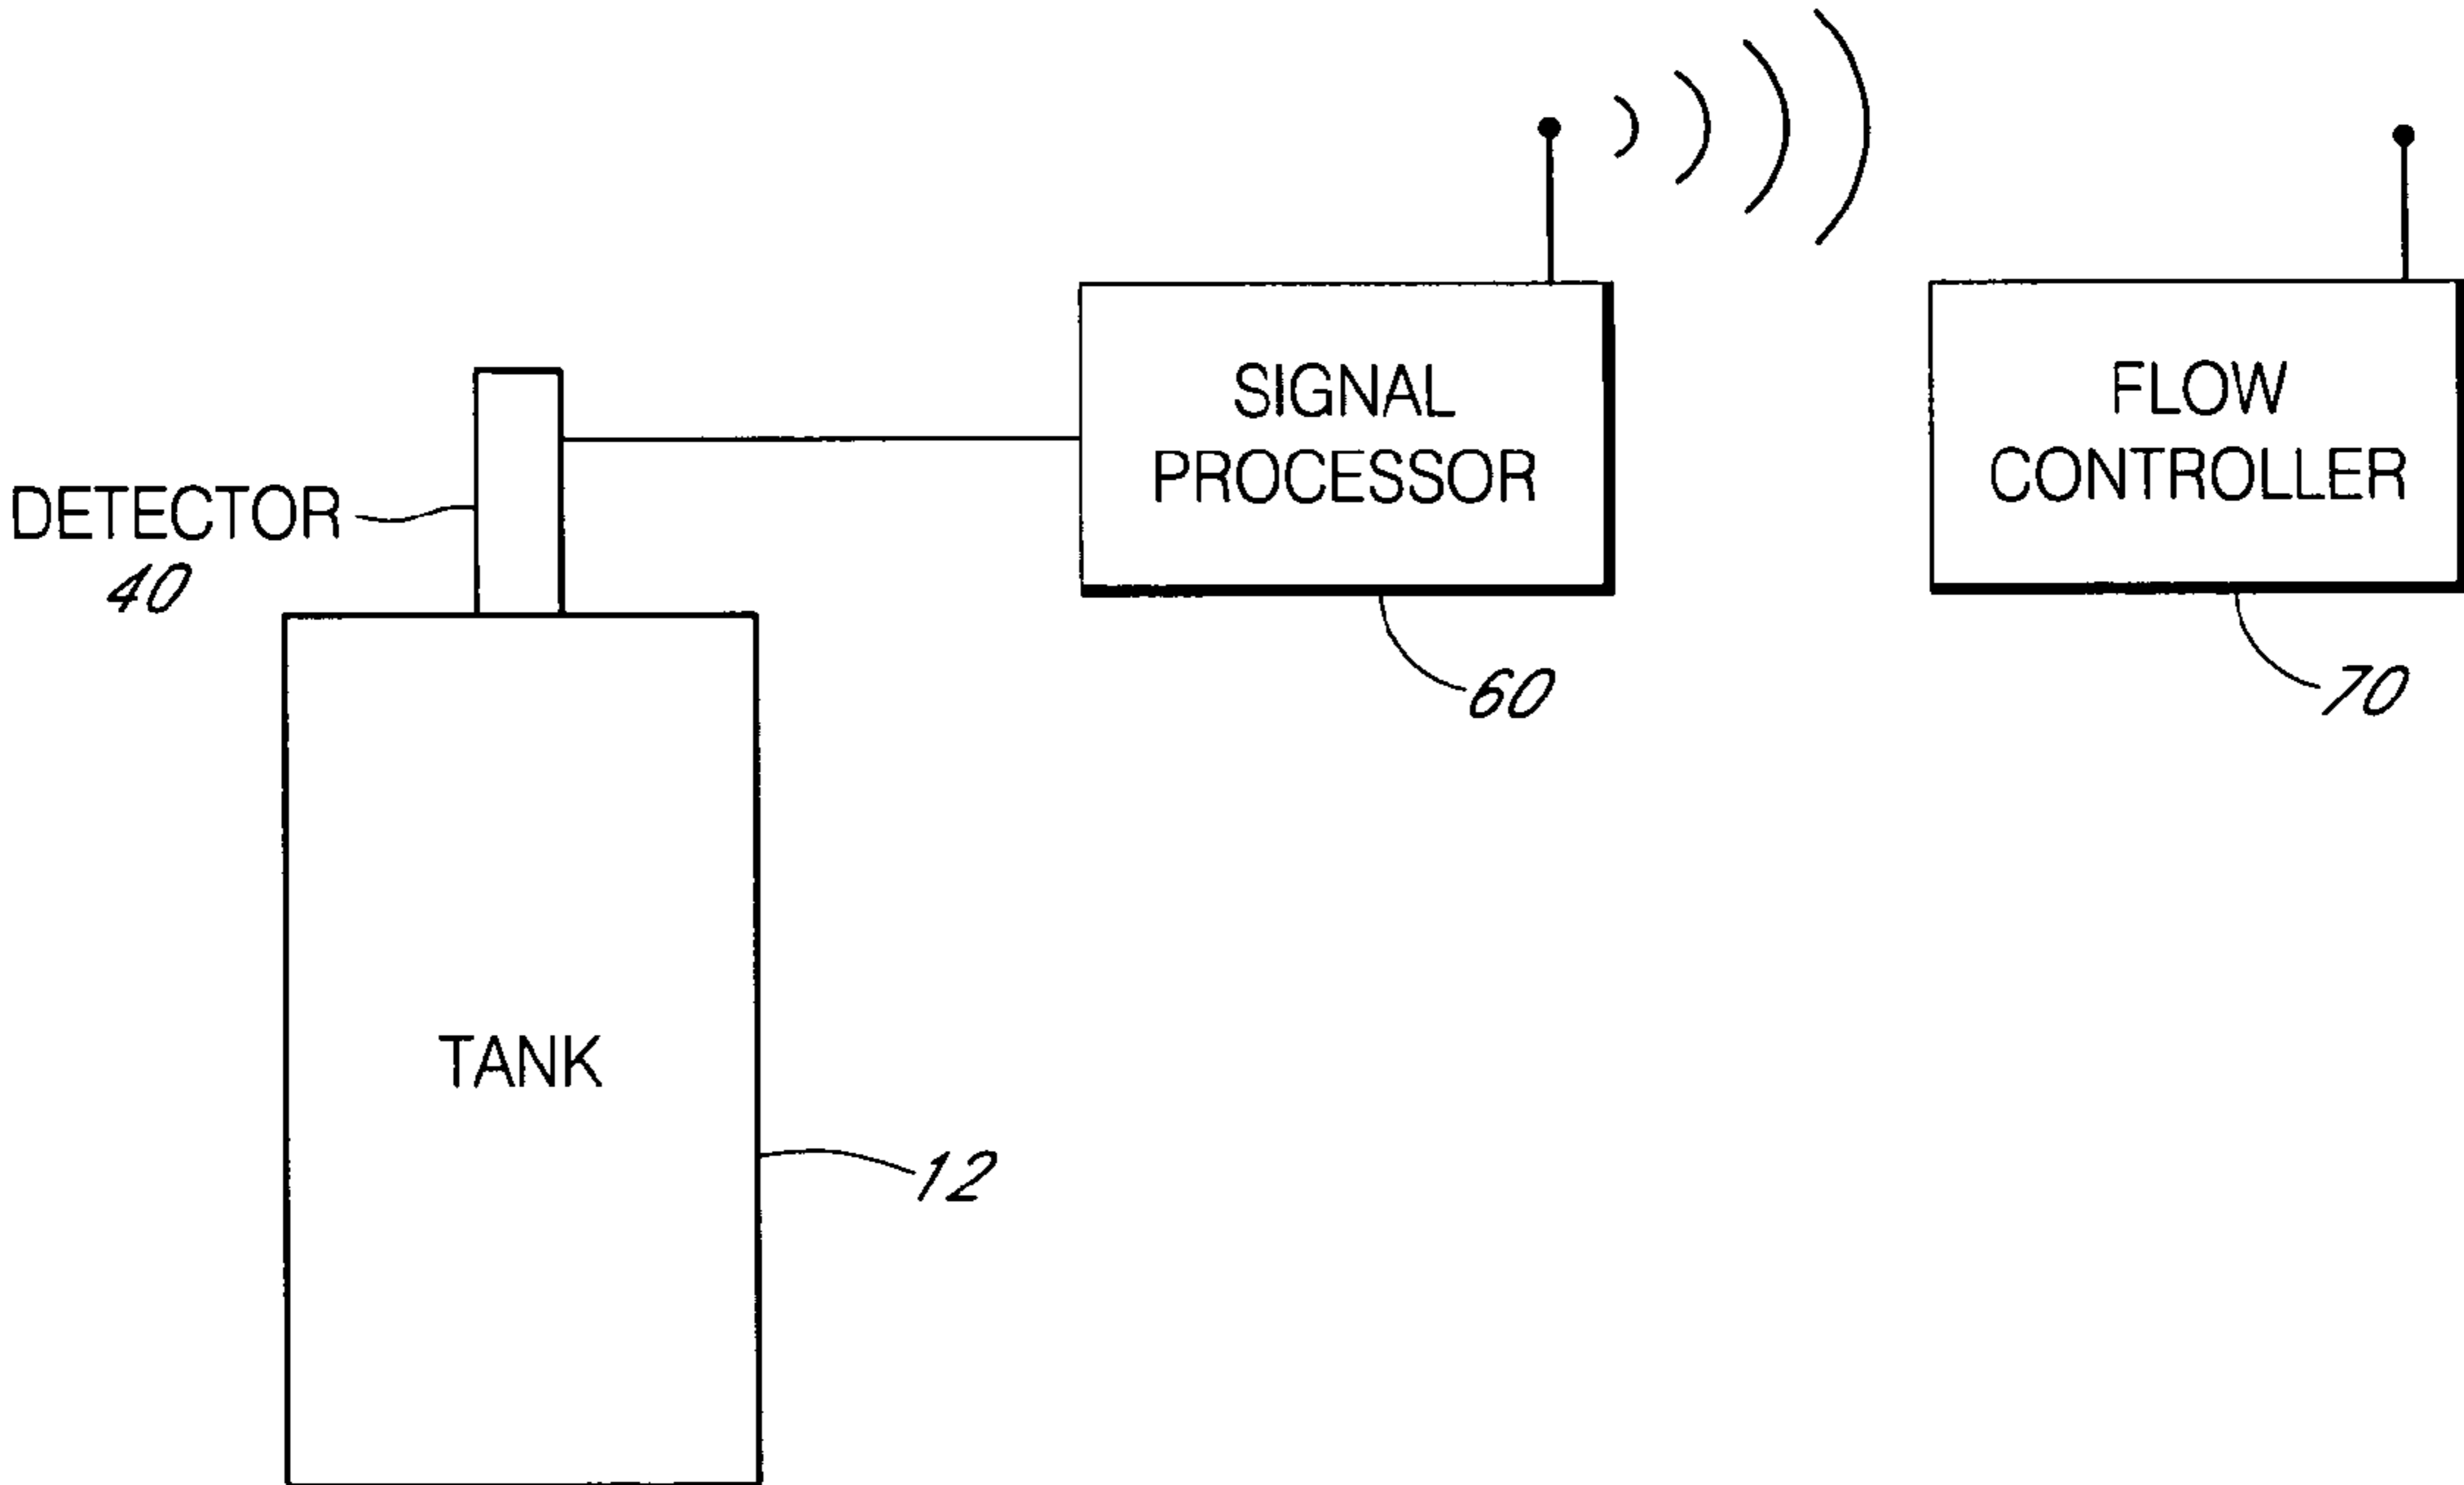 SIGNAL
PROCESSOR
60
FLOW
CONTROLLER
70
DETECTOR
40
TANK
12